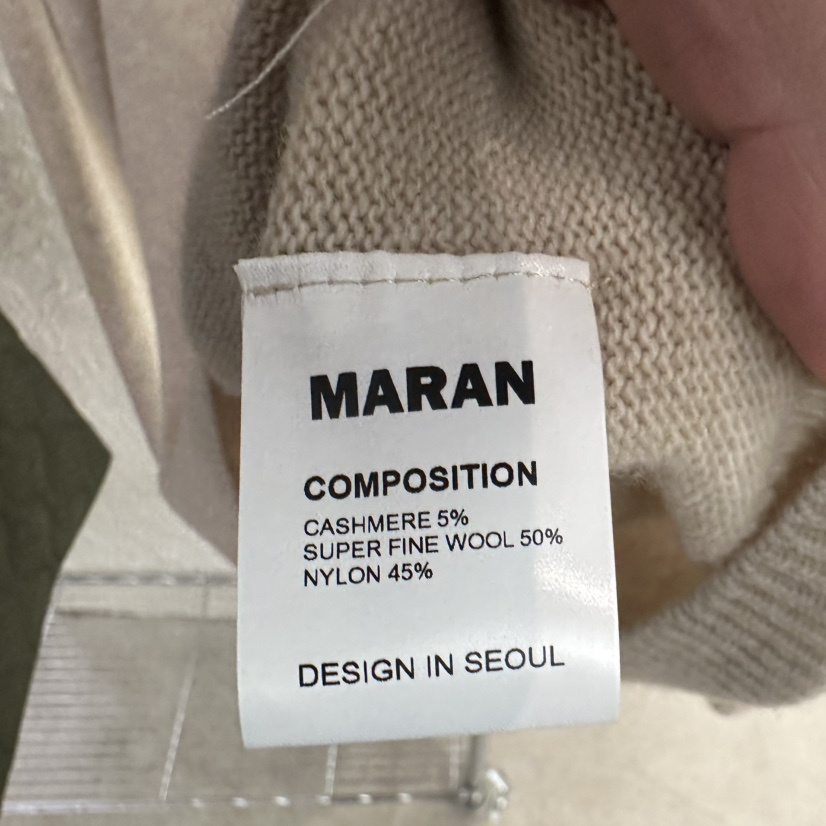 MARAN
COMPOSITION
CASHMERE 5%
SUPER FINE WOOL 50%
NYLON 45%
DESIGN IN SEOUL